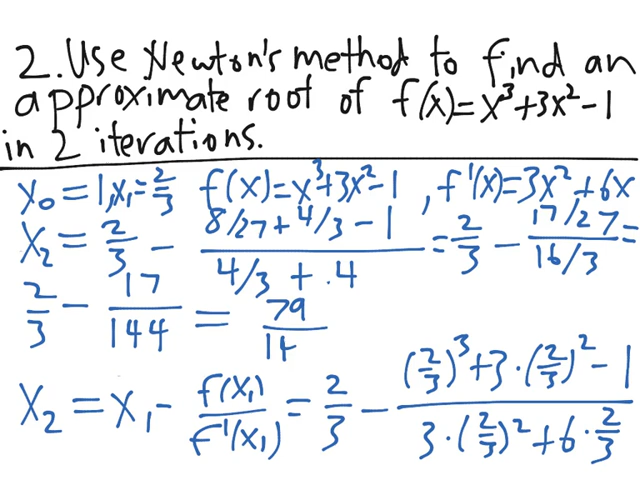 2. Use Newton's method to find an
approximate root of f(x)=x³+3x²-1
in 2 iterations.
x₀=1, x₁=2/3 f(x)=x³+3x²-1, f'(x)=3x²+6x
x₂ = 2/3 - (8/27+4/3-1)/(4/3+.4) = 2/3 - (17/27)/(16/3) =
2/3 - 17/144 = 79/14
x₂ = x₁ - f(x₁)/f'(x₁) = 2/3 - ((2/3)³+3·(2/3)²-1)/(3·(2/3)²+6·2/3)